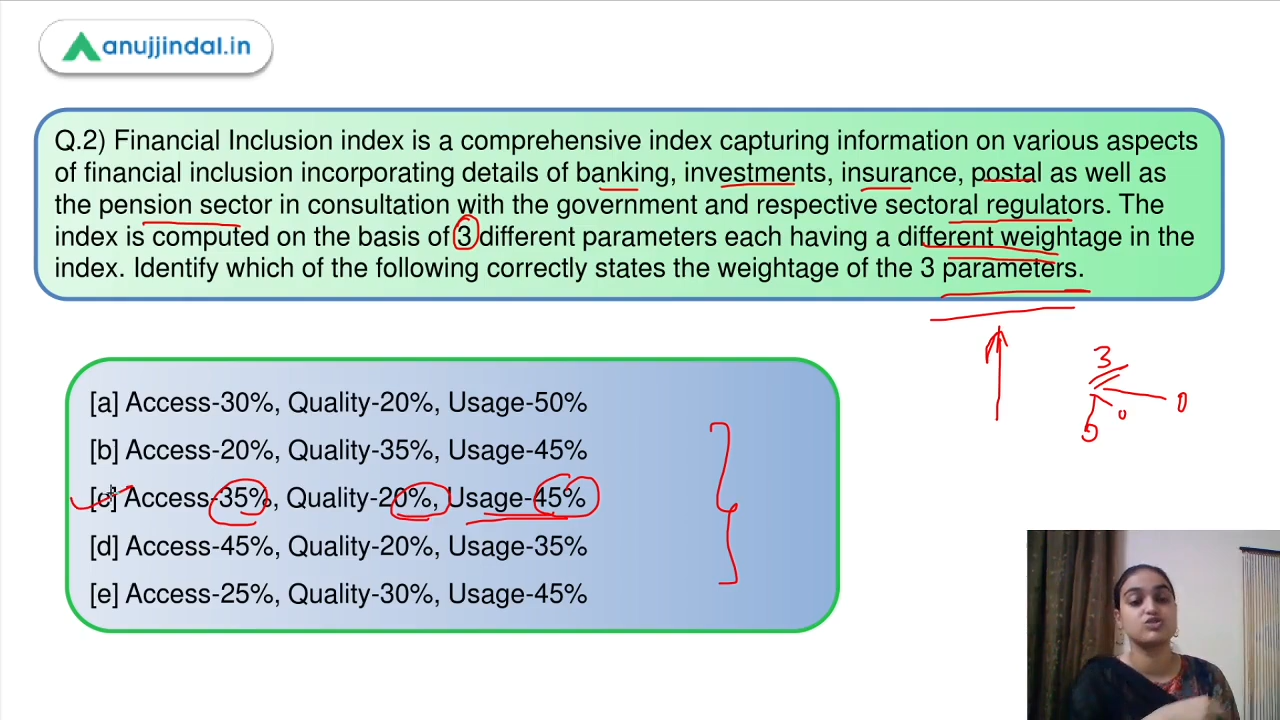 anujjindal.in
Q.2) Financial Inclusion index is a comprehensive index capturing information on various aspects
of financial inclusion incorporating details of banking, investments, insurance, postal as well as
the pension sector in consultation with the government and respective sectoral regulators. The
index is computed on the basis of 3 different parameters each having a different weightage in the
index. Identify which of the following correctly states the weightage of the 3 parameters.
3
[a] Access-30%, Quality-20%, Usage-50%
[b] Access-20%, Quality-35%, Usage-45%
[c] Access-35%, Quality-20%, Usage-45%
[d] Access-45%, Quality-20%, Usage-35%
[e] Access-25%, Quality-30%, Usage-45%